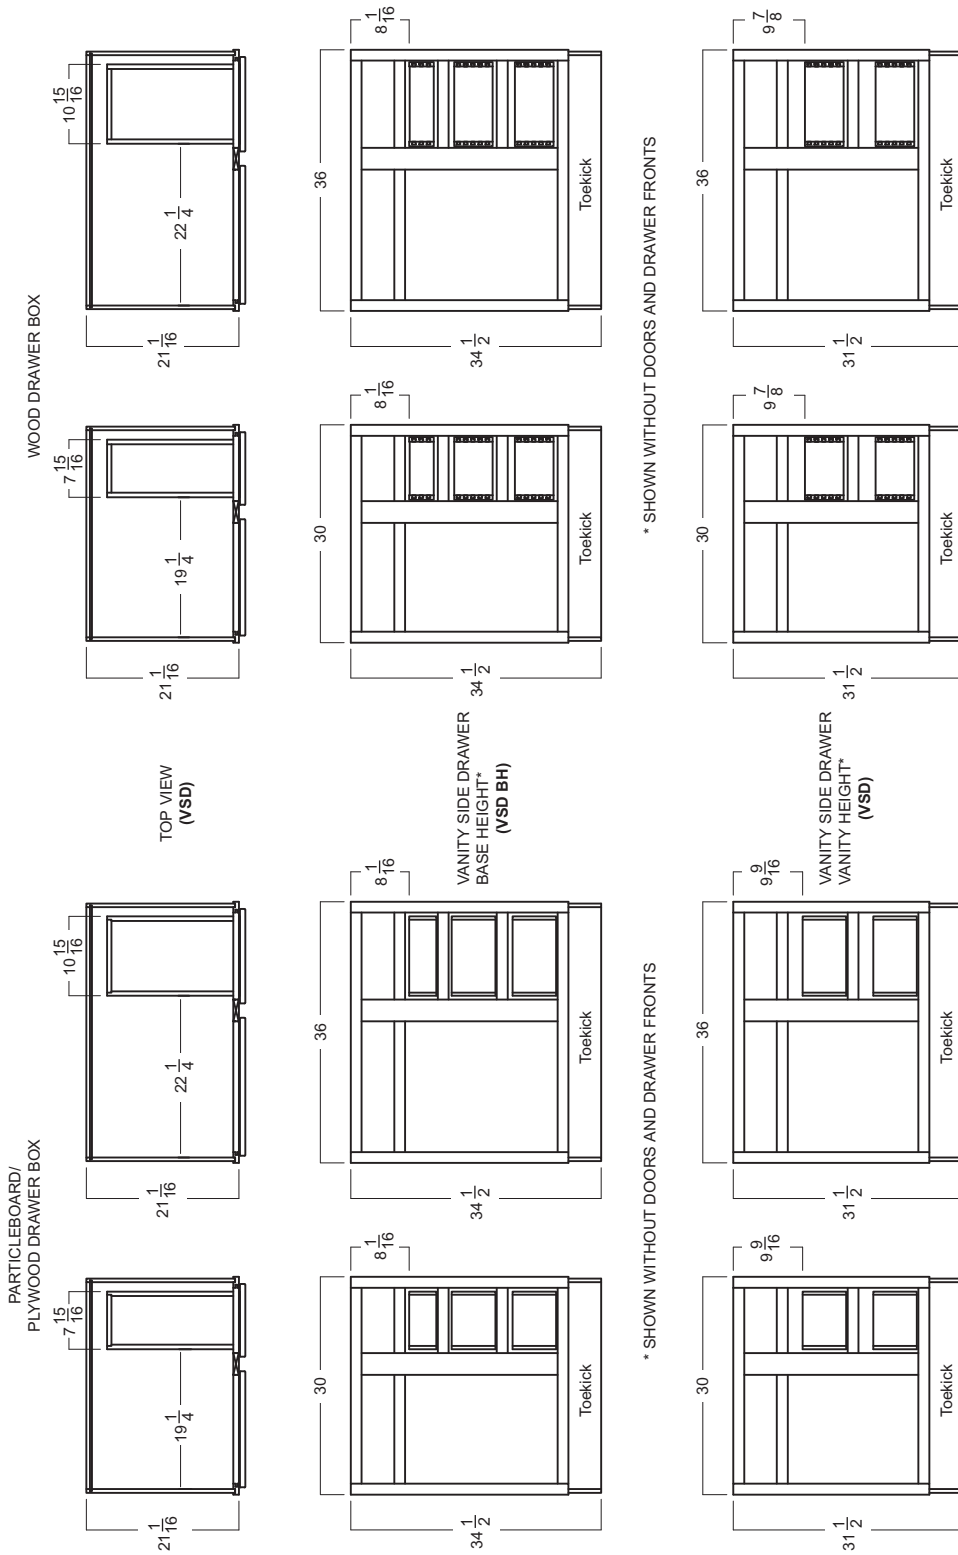 PARTICLEBOARD/
PLYWOOD DRAWER BOX
WOOD DRAWER BOX
7 15/16
10 15/16
7 15/16
10 15/16
21 1/16
19 1/4
21 1/16
22 1/4
TOP VIEW
(VSD)
21 1/16
19 1/4
21 1/16
22 1/4
30
8 1/16
36
8 1/16
30
8 1/16
36
8 1/16
34 1/2
34 1/2
VANITY SIDE DRAWER
BASE HEIGHT*
(VSD BH)
34 1/2
34 1/2
Toekick
Toekick
Toekick
Toekick
* SHOWN WITHOUT DOORS AND DRAWER FRONTS
* SHOWN WITHOUT DOORS AND DRAWER FRONTS
30
9 9/16
36
9 9/16
30
9 7/8
36
9 7/8
31 1/2
31 1/2
VANITY SIDE DRAWER
VANITY HEIGHT*
(VSD)
31 1/2
31 1/2
Toekick
Toekick
Toekick
Toekick